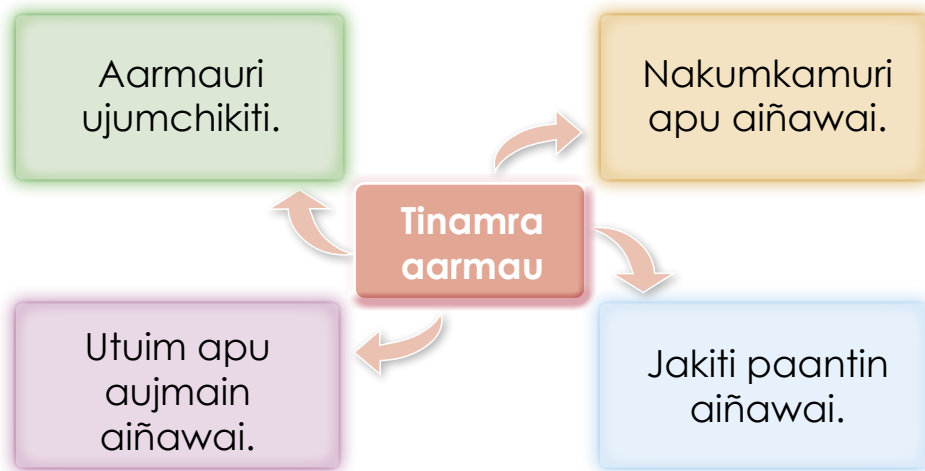 Aarmauri
ujumchikiti.
Nakumkamuri
apu aiñawai.
Tinamra
aarmau
Utuim apu
aujmain
aiñawai.
Jakiti paantin
aiñawai.